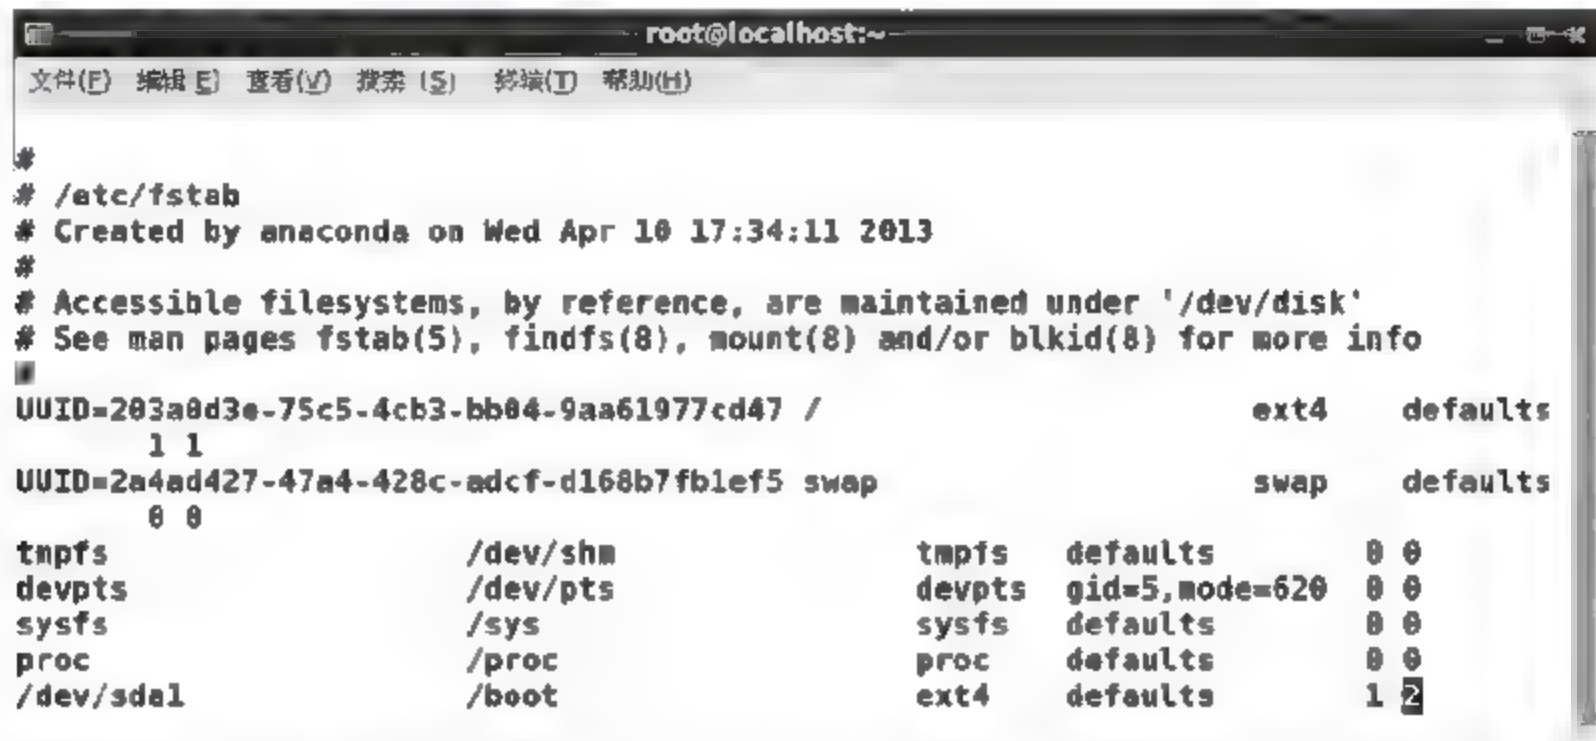 root@localhost:~
文件(F) 编辑 E) 查看(V) 搜索 (S) 终端(T) 帮助(H)
#
# /etc/fstab
# Created by anaconda on Wed Apr 10 17:34:11 2013
#
# Accessible filesystems, by reference, are maintained under '/dev/disk'
# See man pages fstab(5), findfs(8), mount(8) and/or blkid(8) for more info
#
UUID=203a0d3e-75c5-4cb3-bb04-9aa61977cd47 / ext4 defaults
1 1
UUID=2a4ad427-47a4-428c-adcf-d168b7fb1ef5 swap swap defaults
0 0
tmpfs /dev/shm tmpfs defaults 0 0
devpts /dev/pts devpts gid=5,mode=620 0 0
sysfs /sys sysfs defaults 0 0
proc /proc proc defaults 0 0
/dev/sda1 /boot ext4 defaults 1 2